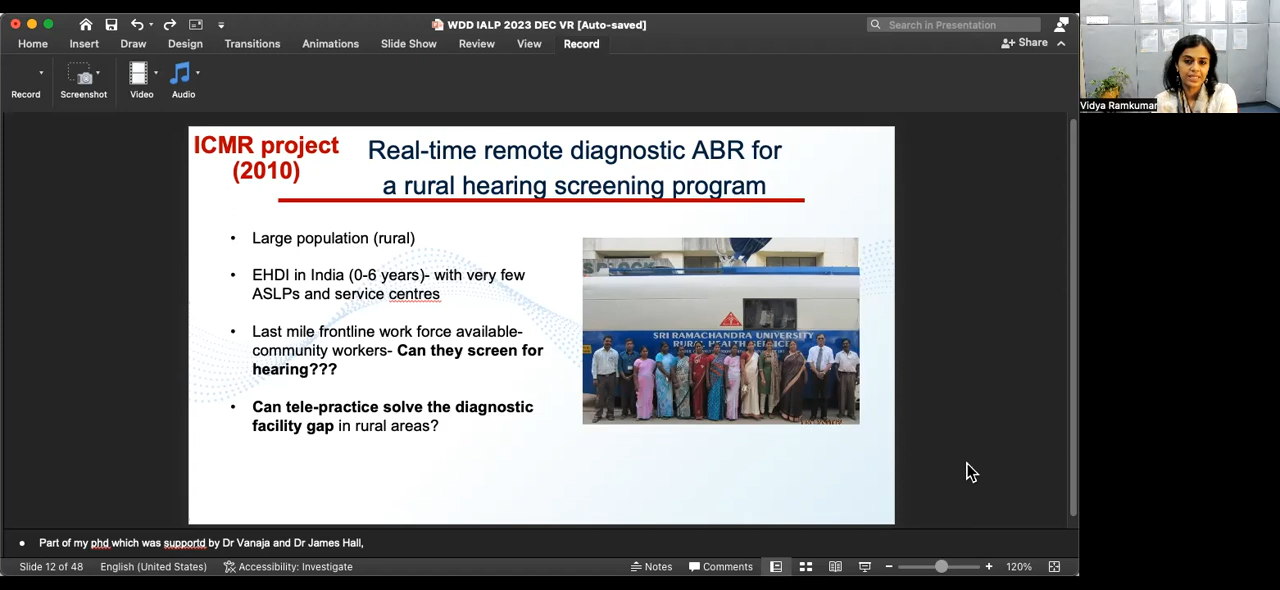 WDD IALP 2023 DEC VR [Auto-saved]
Search in Presentation
Home Insert Draw Design Transitions Animations Slide Show Review View Record
Share
Record Screenshot Video Audio
Vidya Ramkumar
ICMR project
(2010)
Real-time remote diagnostic ABR for
a rural hearing screening program
• Large population (rural)
• EHDI in India (0-6 years)- with very few
ASLPs and service centres
• Last mile frontline work force available-
community workers- Can they screen for
hearing???
• Can tele-practice solve the diagnostic
facility gap in rural areas?
SRI RAMACHANDRA UNIVERSITY
RURAL HEALTH SERVICES
• Part of my phd which was supportd by Dr Vanaja and Dr James Hall,
Slide 12 of 48 English (United States) Accessibility: Investigate Notes Comments 120%